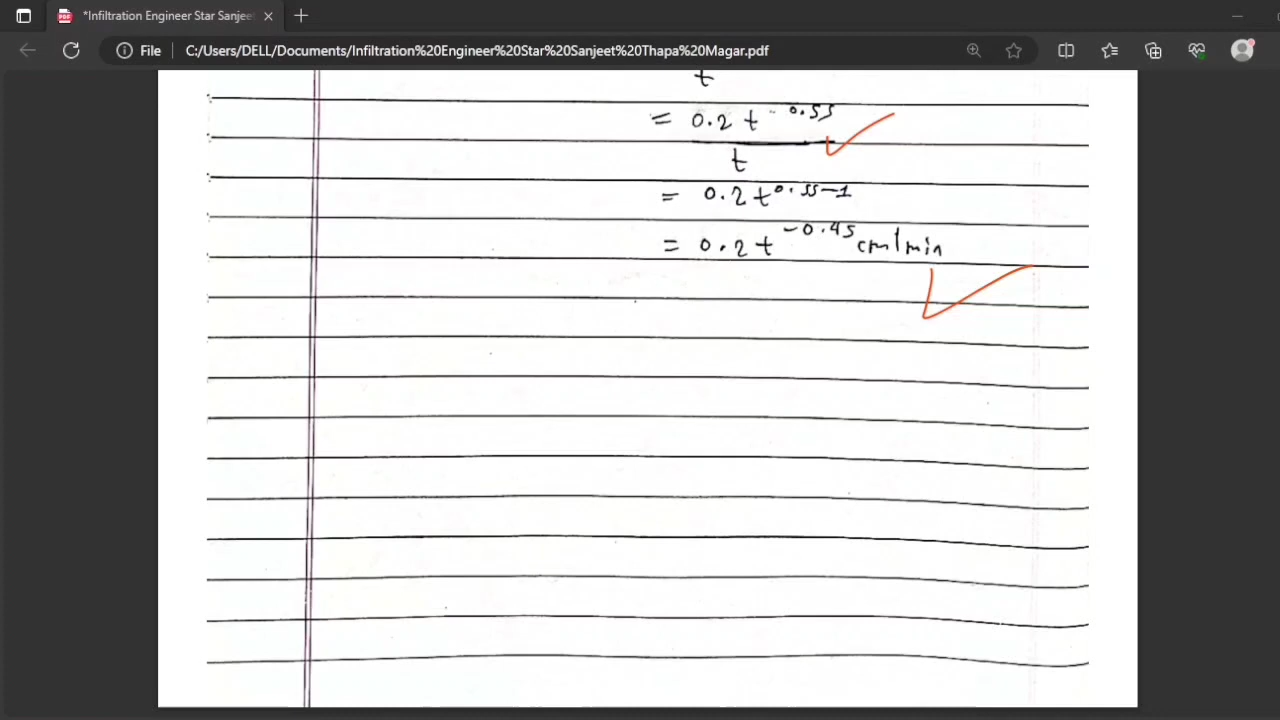 *Infiltration Engineer Star Sanjee
File C:/Users/DELL/Documents/Infiltration%20Engineer%20Star%20Sanjeet%20Thapa%20Magar.pdf
t
= 0.2 t^-0.55
t
= 0.2 t^0.55-1
= 0.2 t^-0.45 cm/min